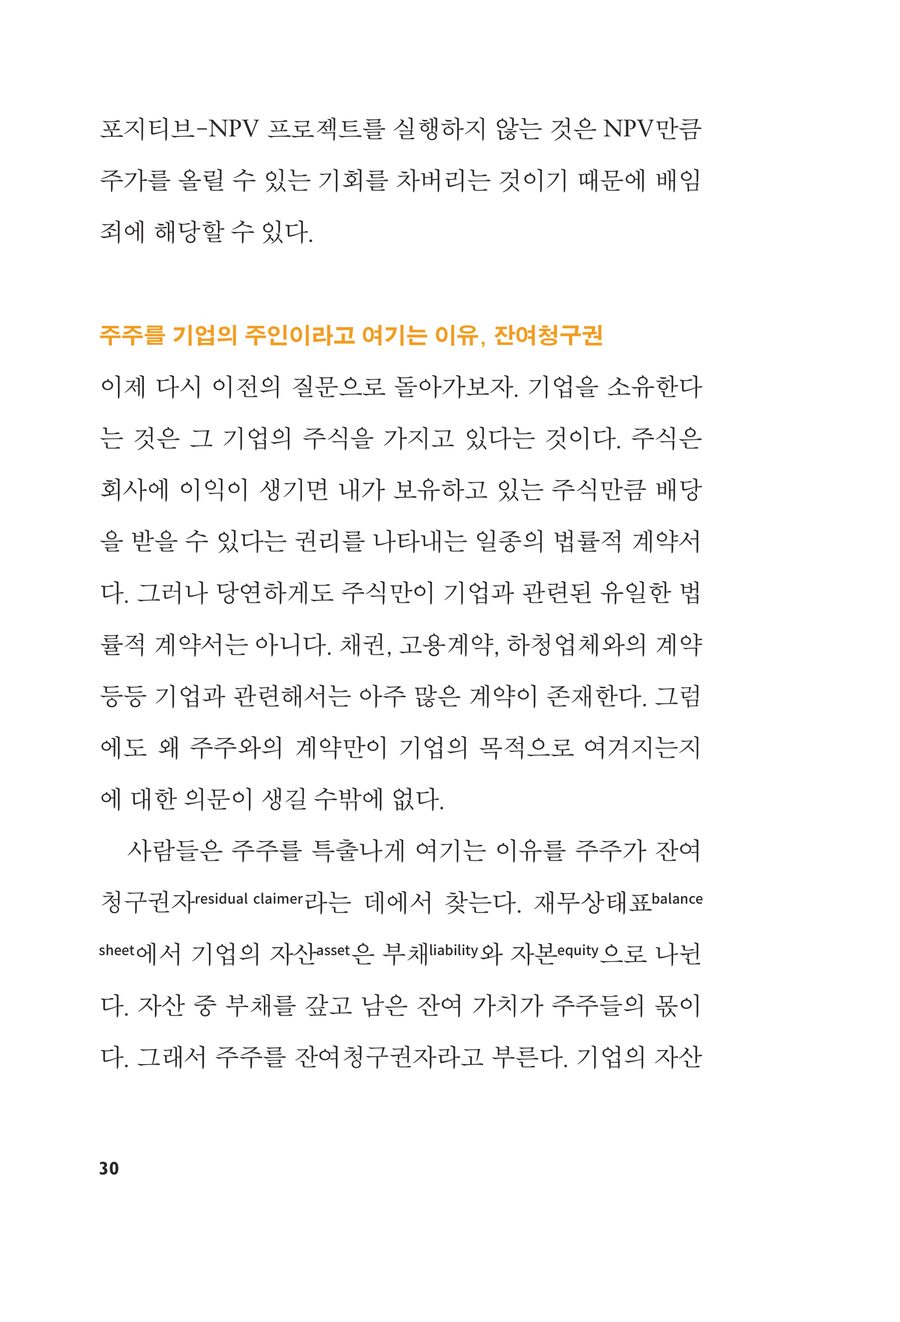 포지티브-NPV 프로젝트를 실행하지 않는 것은 NPV만큼
주가를 올릴 수 있는 기회를 차버리는 것이기 때문에 배임
죄에 해당할 수 있다.
주주를 기업의 주인이라고 여기는 이유, 잔여청구권
이제 다시 이전의 질문으로 돌아가보자. 기업을 소유한다
는 것은 그 기업의 주식을 가지고 있다는 것이다. 주식은
회사에 이익이 생기면 내가 보유하고 있는 주식만큼 배당
을 받을 수 있다는 권리를 나타내는 일종의 법률적 계약서
다. 그러나 당연하게도 주식만이 기업과 관련된 유일한 법
률적 계약서는 아니다. 채권, 고용계약, 하청업체와의 계약
등등 기업과 관련해서는 아주 많은 계약이 존재한다. 그럼
에도 왜 주주와의 계약만이 기업의 목적으로 여겨지는지
에 대한 의문이 생길 수밖에 없다.
사람들은 주주를 특출나게 여기는 이유를 주주가 잔여
청구권자residual claimer라는 데에서 찾는다. 재무상태표balance
sheet에서 기업의 자산asset은 부채liability와 자본equity으로 나뉜
다. 자산 중 부채를 갚고 남은 잔여 가치가 주주들의 몫이
다. 그래서 주주를 잔여청구권자라고 부른다. 기업의 자산
30